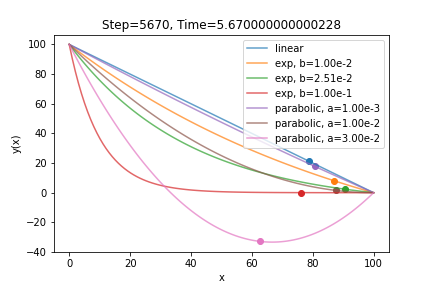 Step=5670, Time=5.670000000000228
linear
exp, b=1.00e-2
exp, b=2.51e-2
exp, b=1.00e-1
parabolic, a=1.00e-3
parabolic, a=1.00e-2
parabolic, a=3.00e-2
y(x)
100
80
60
40
20
0
−20
−40
0 20 40 60 80 100
x